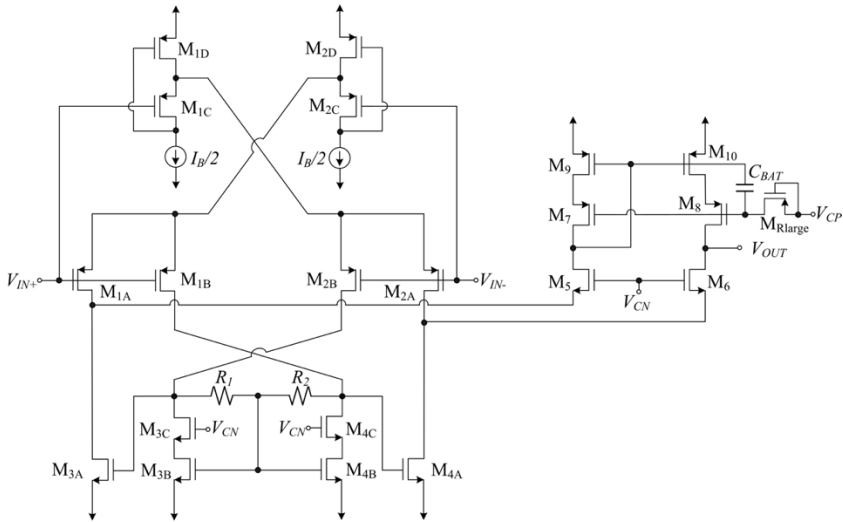 M1D
M2D
M1C
M2C
IB/2
IB/2
M9
M10
CBAT
M7
M8
MRlarge
VCP
VOUT
VIN+
M1A
M1B
M2B
M2A
VIN-
M5
VCN
M6
R1
R2
M3C
VCN
VCN
M4C
M3A
M3B
M4B
M4A